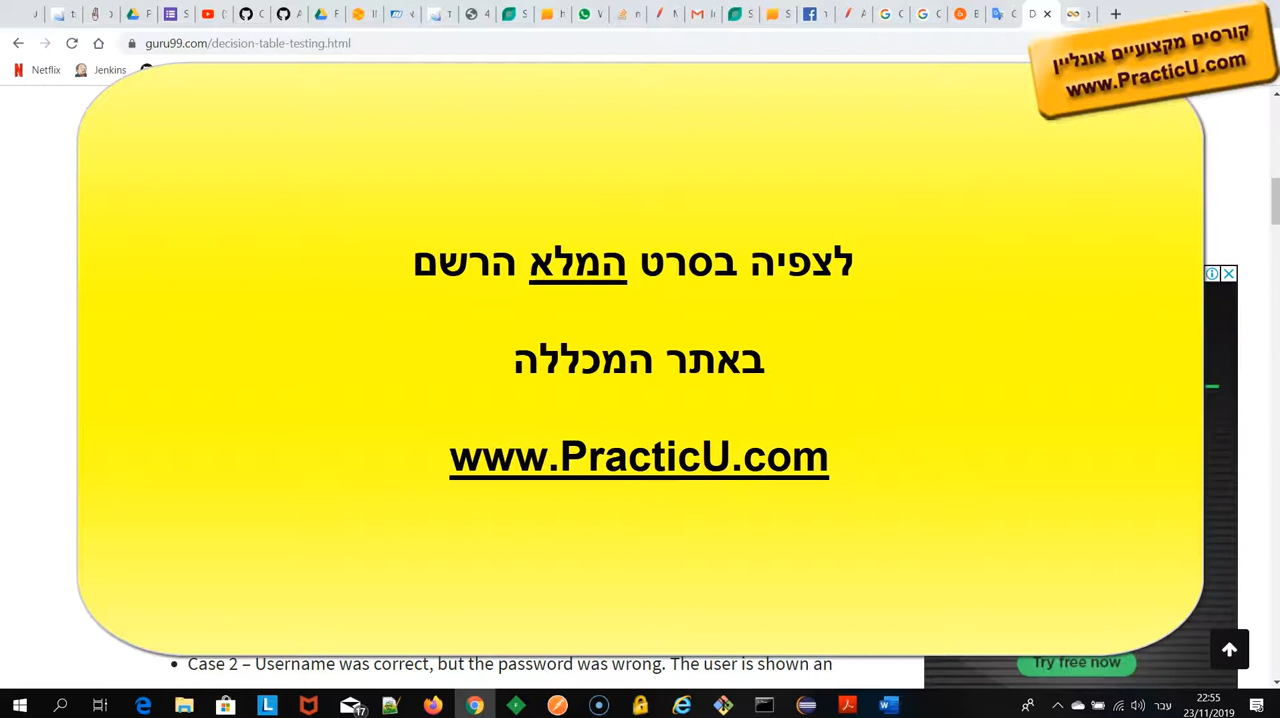 guru99.com/decision-table-testing.html
Netflix
Jenkins
קורסים מקצועיים אונליין
www.PracticU.com
לצפיה בסרט המלא הרשם
באתר המכללה
www.PracticU.com
Case 2 – Username was correct, but the password was wrong. The user is shown an
Try free now
17
עבר
22:55
23/11/2019